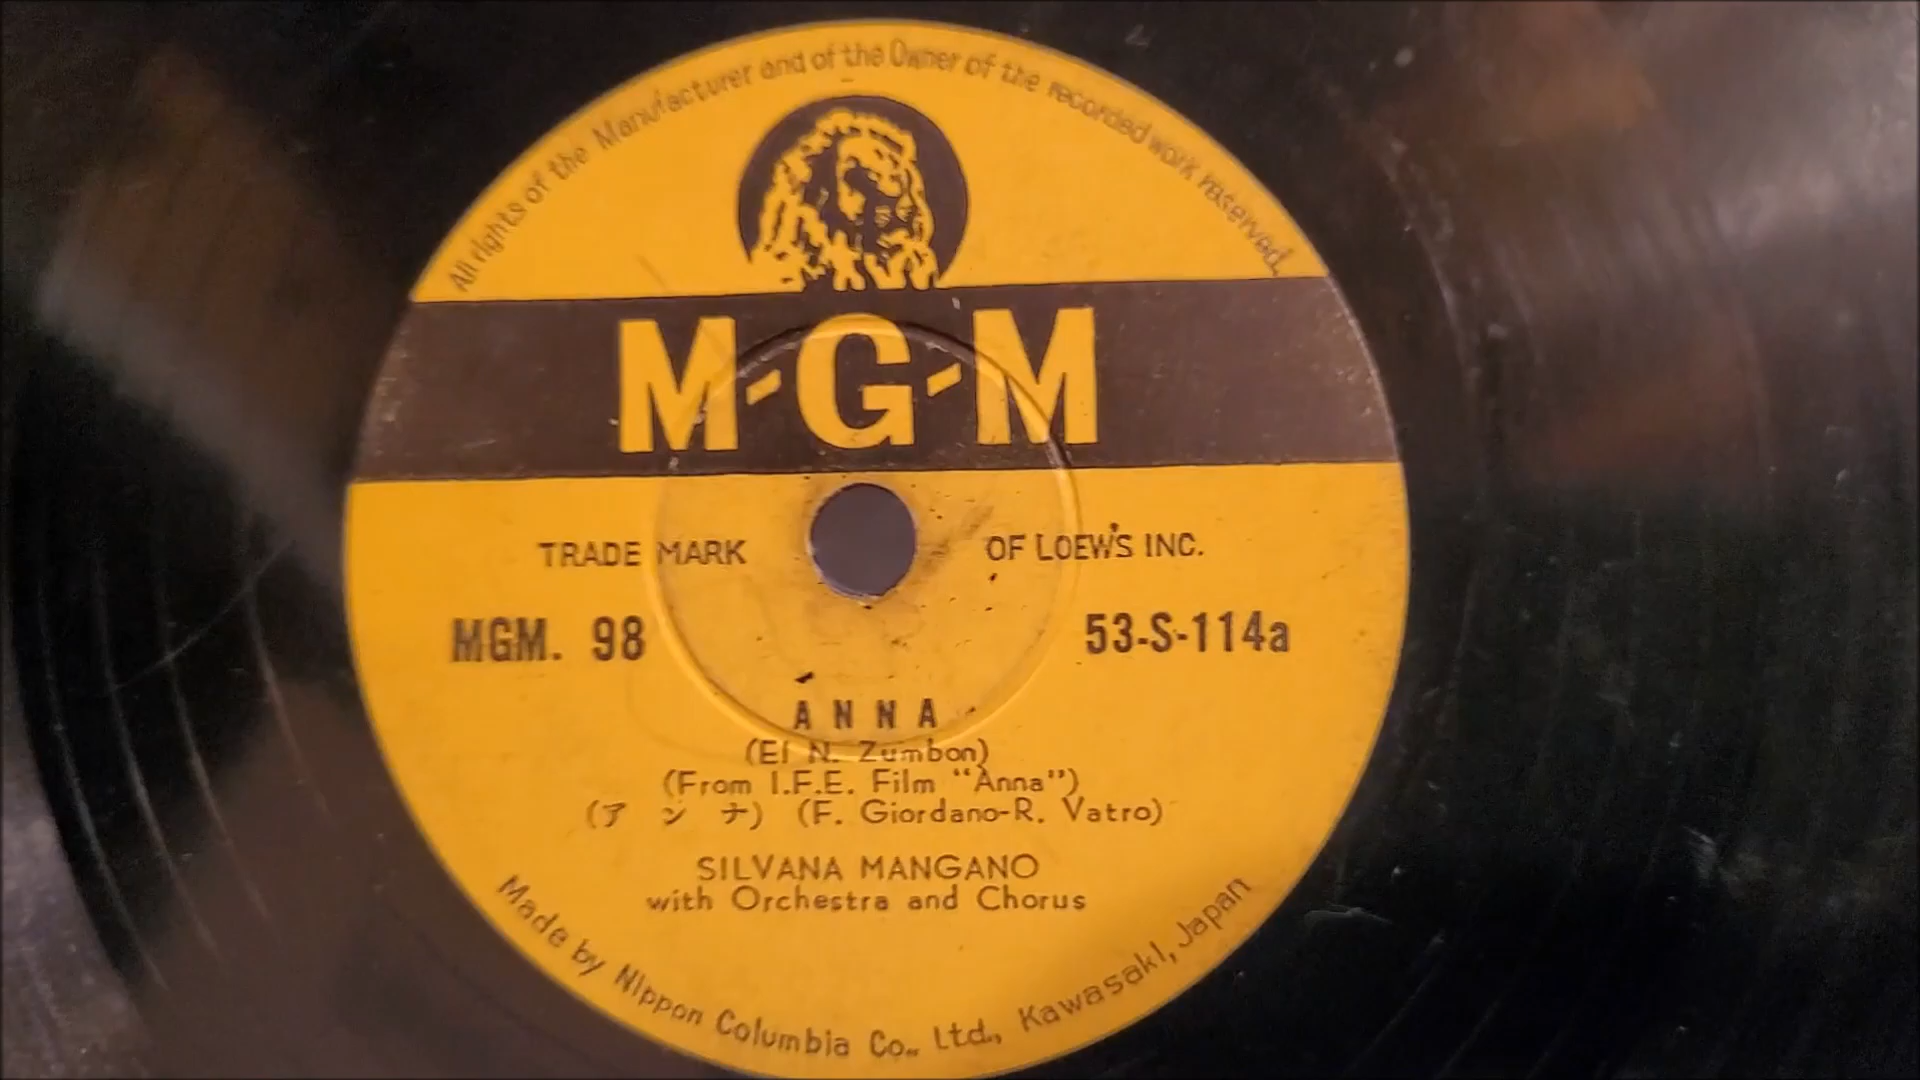 All rights of the Manufacturer and of the Owner of the recorded work reserved.
M-G-M
TRADE MARK OF LOEW'S INC.
MGM. 98 53-S-114a
ANNA
(El N. Zumbon)
(From I.F.E. Film "Anna")
(アンナ) (F. Giordano-R. Vatro)
SILVANA MANGANO
with Orchestra and Chorus
Made by Nippon Columbia Co., Ltd., Kawasaki, Japan